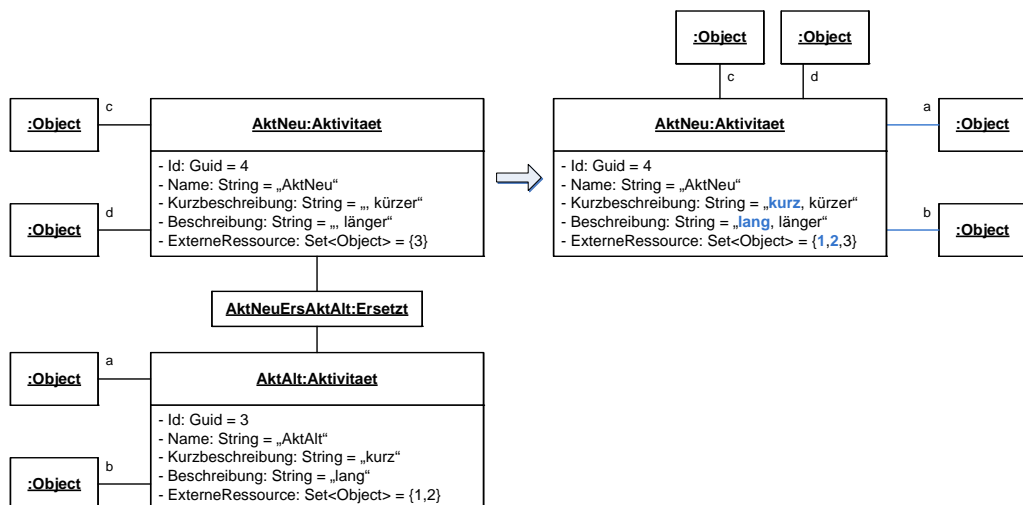 :Object
:Object
c
d
c
:Object
AktNeu:Aktivitaet
- Id: Guid = 4
- Name: String = „AktNeu“
- Kurzbeschreibung: String = „, kürzer“
- Beschreibung: String = „, länger“
- ExterneRessource: Set<Object> = {3}
d
:Object
AktNeu:Aktivitaet
- Id: Guid = 4
- Name: String = „AktNeu“
- Kurzbeschreibung: String = „kurz, kürzer“
- Beschreibung: String = „lang, länger“
- ExterneRessource: Set<Object> = {1,2,3}
a
:Object
b
:Object
AktNeuErsAktAlt:Ersetzt
a
:Object
AktAlt:Aktivitaet
- Id: Guid = 3
- Name: String = „AktAlt“
- Kurzbeschreibung: String = „kurz“
- Beschreibung: String = „lang“
- ExterneRessource: Set<Object> = {1,2}
b
:Object